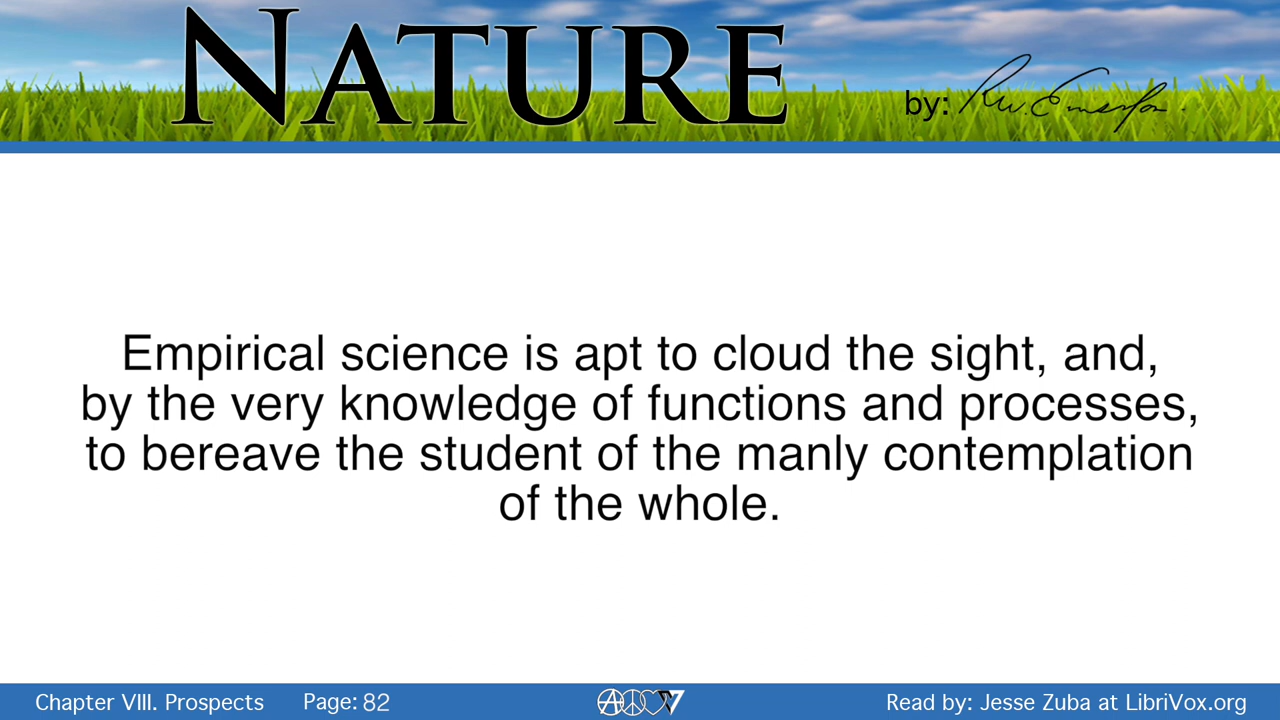 NATURE
by: R.W. Emerson.
Empirical science is apt to cloud the sight, and,
by the very knowledge of functions and processes,
to bereave the student of the manly contemplation
of the whole.
Chapter VIII. Prospects Page: 82
Read by: Jesse Zuba at LibriVox.org